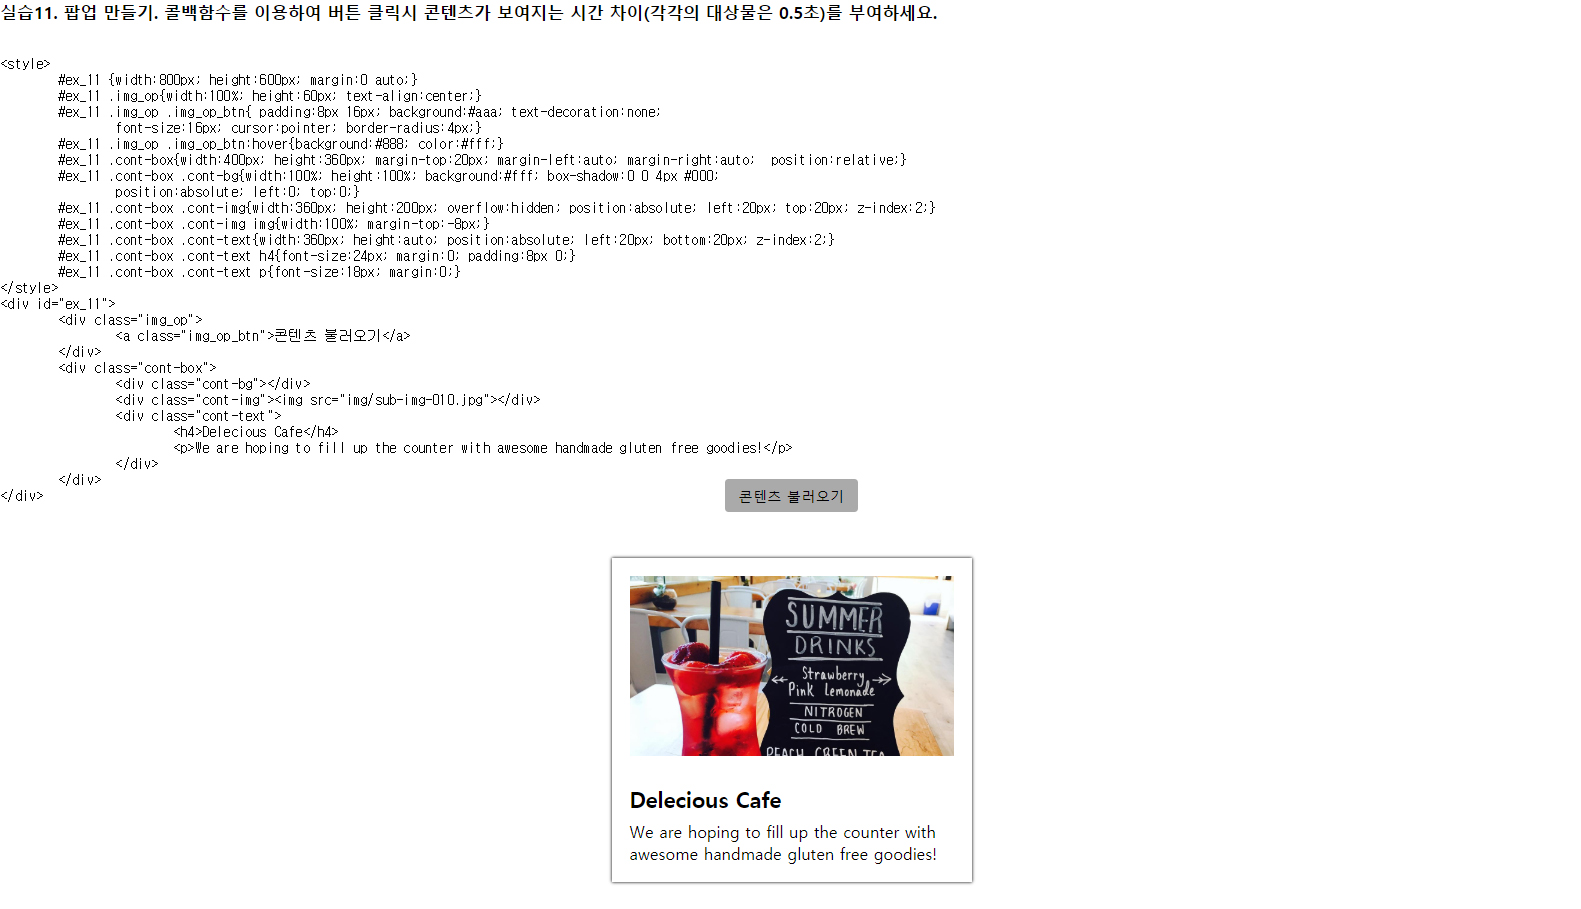 실습11. 팝업 만들기. 콜백함수를 이용하여 버튼 클릭시 콘텐츠가 보여지는 시간 차이(각각의 대상물은 0.5초)를 부여하세요.
<style>
#ex_11 {width:800px; height:600px; margin:0 auto;}
#ex_11 .img_op{width:100%; height:60px; text-align:center;}
#ex_11 .img_op .img_op_btn{ padding:8px 16px; background:#aaa; text-decoration:none;
font-size:16px; cursor:pointer; border-radius:4px;}
#ex_11 .img_op .img_op_btn:hover{background:#888; color:#fff;}
#ex_11 .cont-box{width:400px; height:360px; margin-top:20px; margin-left:auto; margin-right:auto;  position:relative;}
#ex_11 .cont-box .cont-bg{width:100%; height:100%; background:#fff; box-shadow:0 0 4px #000;
position:absolute; left:0; top:0;}
#ex_11 .cont-box .cont-img{width:360px; height:200px; overflow:hidden; position:absolute; left:20px; top:20px; z-index:2;}
#ex_11 .cont-box .cont-img img{width:100%; margin-top:-8px;}
#ex_11 .cont-box .cont-text{width:360px; height:auto; position:absolute; left:20px; bottom:20px; z-index:2;}
#ex_11 .cont-box .cont-text h4{font-size:24px; margin:0; padding:8px 0;}
#ex_11 .cont-box .cont-text p{font-size:18px; margin:0;}
</style>
<div id="ex_11">
<div class="img_op">
<a class="img_op_btn">콘텐츠 불러오기</a>
</div>
<div class="cont-box">
<div class="cont-bg"></div>
<div class="cont-img"><img src="img/sub-img-010.jpg"></div>
<div class="cont-text">
<h4>Delecious Cafe</h4>
<p>We are hoping to fill up the counter with awesome handmade gluten free goodies!</p>
</div>
</div>
</div>
콘텐츠 불러오기
SUMMER
DRINKS
Strawberry
Pink Lemonade
NITROGEN
COLD BREW
PEACH GREEN TEA
Delecious Cafe
We are hoping to fill up the counter with
awesome handmade gluten free goodies!